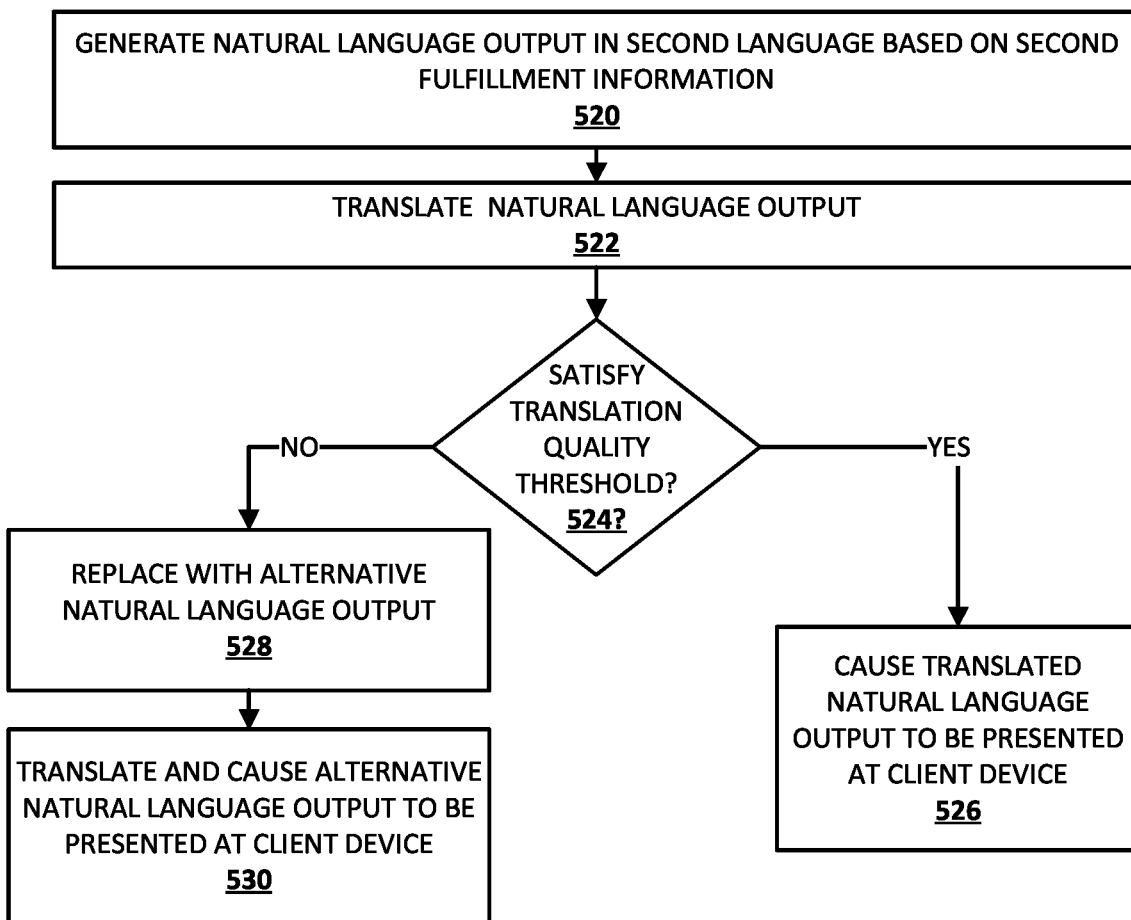 GENERATE NATURAL LANGUAGE OUTPUT IN SECOND LANGUAGE BASED ON SECOND
FULFILLMENT INFORMATION
520
TRANSLATE NATURAL LANGUAGE OUTPUT
522
SATISFY
TRANSLATION
QUALITY
THRESHOLD?
524?
NO
YES
REPLACE WITH ALTERNATIVE
NATURAL LANGUAGE OUTPUT
528
TRANSLATE AND CAUSE ALTERNATIVE
NATURAL LANGUAGE OUTPUT TO BE
PRESENTED AT CLIENT DEVICE
530
CAUSE TRANSLATED
NATURAL LANGUAGE
OUTPUT TO BE PRESENTED
AT CLIENT DEVICE
526